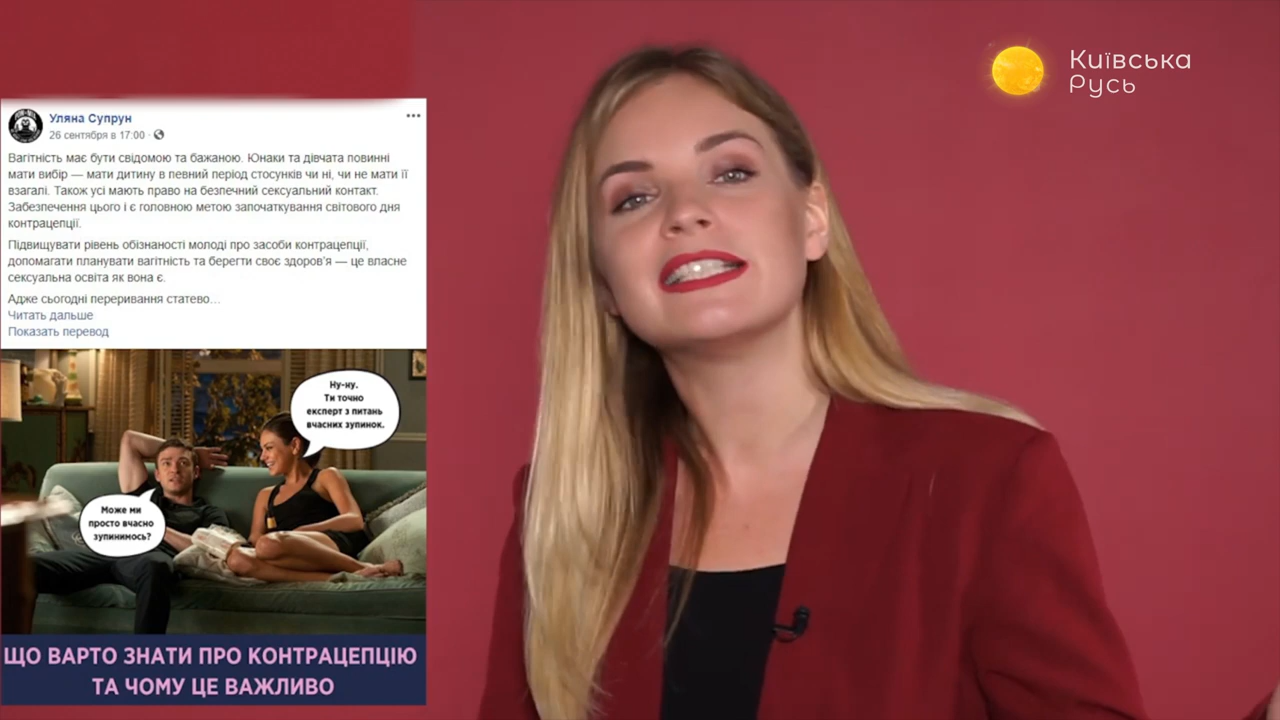 Київська
Русь
Уляна Супрун
26 сентября в 17:00
Вагітність має бути свідомою та бажаною. Юнаки та дівчата повинні
мати вибір — мати дитину в певний період стосунків чи ні, чи не мати її
взагалі. Також усі мають право на безпечний сексуальний контакт.
Забезпечення цього і є головною метою започаткування світового дня
контрацепції.
Підвищувати рівень обізнаності молоді про засоби контрацепції,
допомагати планувати вагітність та берегти своє здоров'я — це власне
сексуальна освіта як вона є.
Адже сьогодні переривання статево...
Читать дальше
Показать перевод
Ну-ну.
Ти точно
експерт з питань
вчасних зупинок.
Може ми
просто вчасно
зупинимось?
ЩО ВАРТО ЗНАТИ ПРО КОНТРАЦЕПЦІЮ
ТА ЧОМУ ЦЕ ВАЖЛИВО